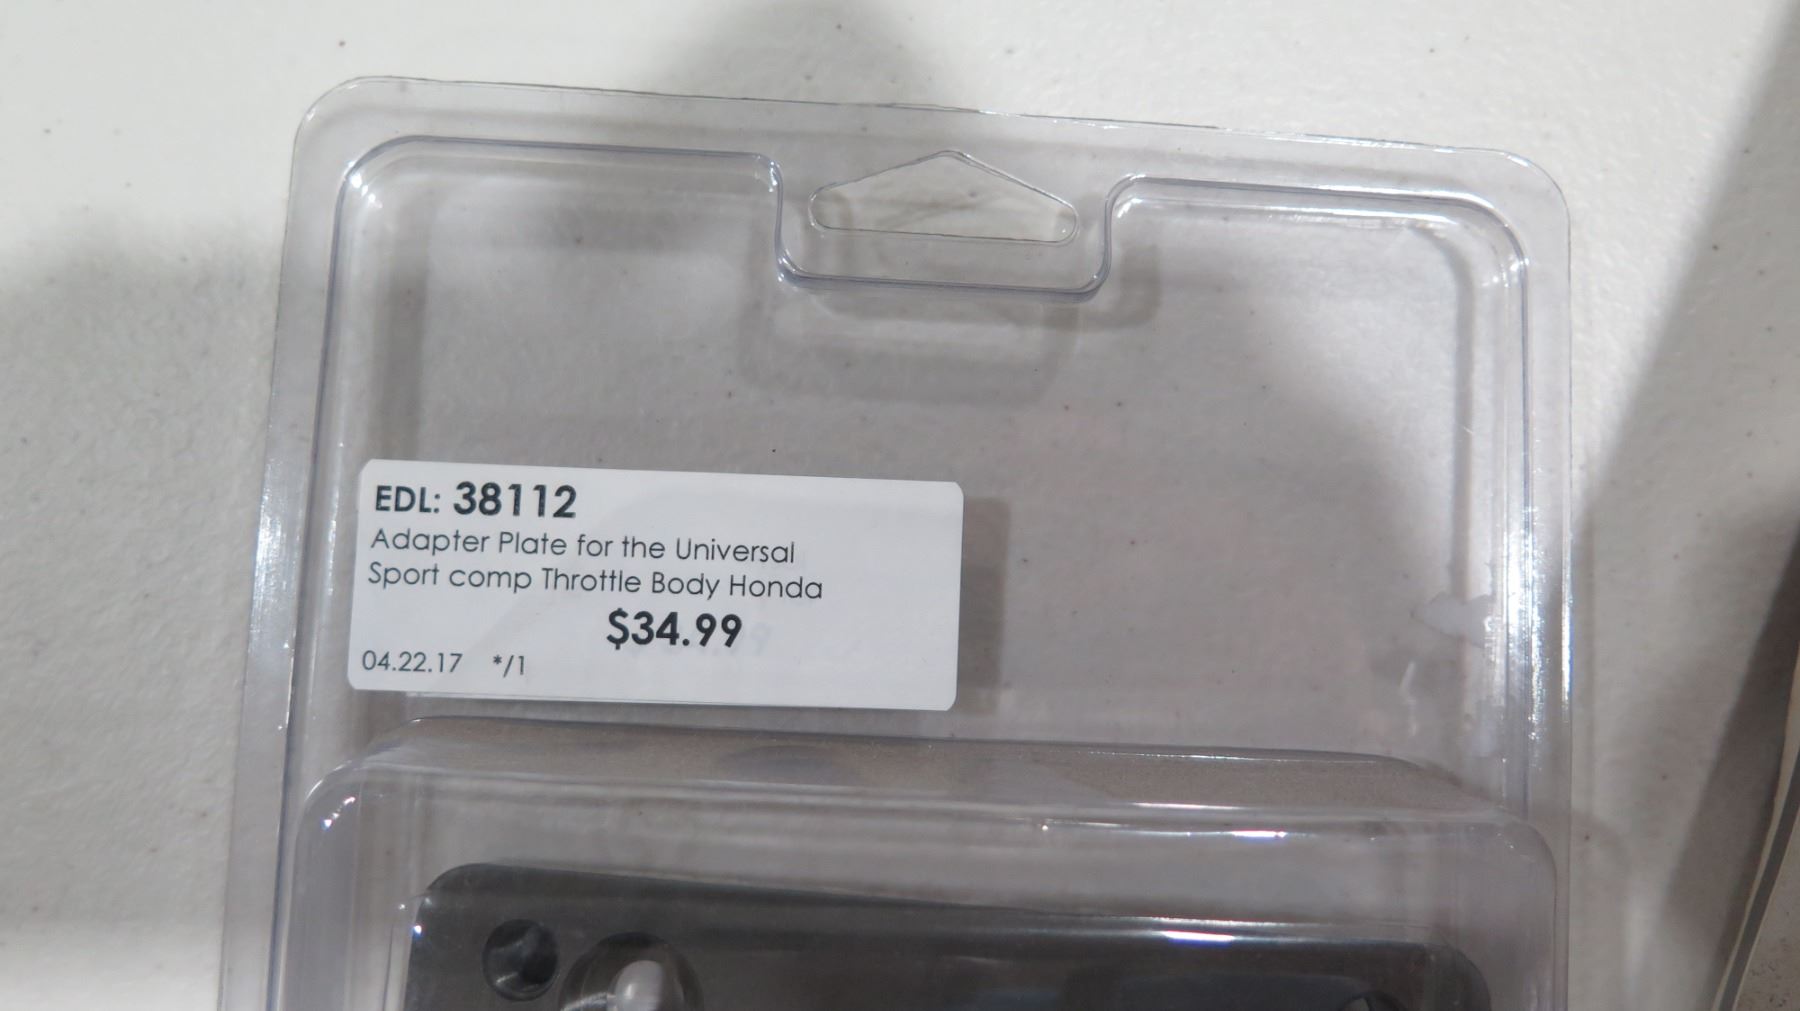 EDL: 38112
Adapter Plate for the Universal
Sport comp Throttle Body Honda
$34.99
04.22.17 */1